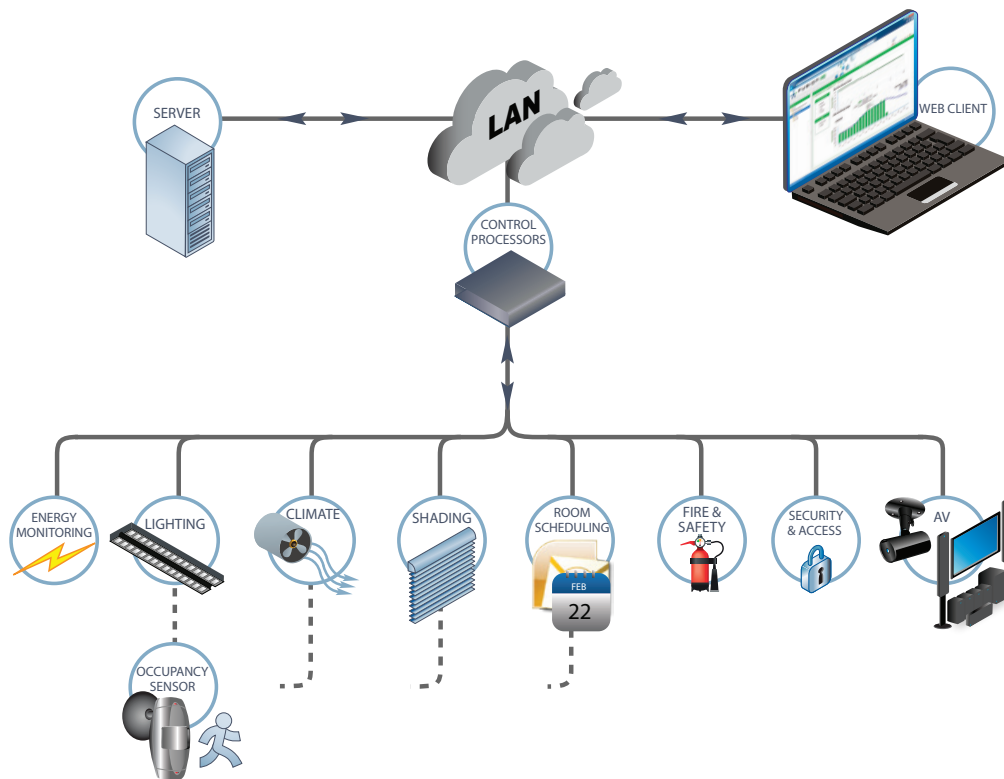 SERVER
LAN
WEB CLIENT
CONTROL
PROCESSORS
ENERGY
MONITORING
LIGHTING
CLIMATE
SHADING
ROOM
SCHEDULING
FEB
22
FIRE &
SAFETY
SECURITY
& ACCESS
AV
OCCUPANCY
SENSOR